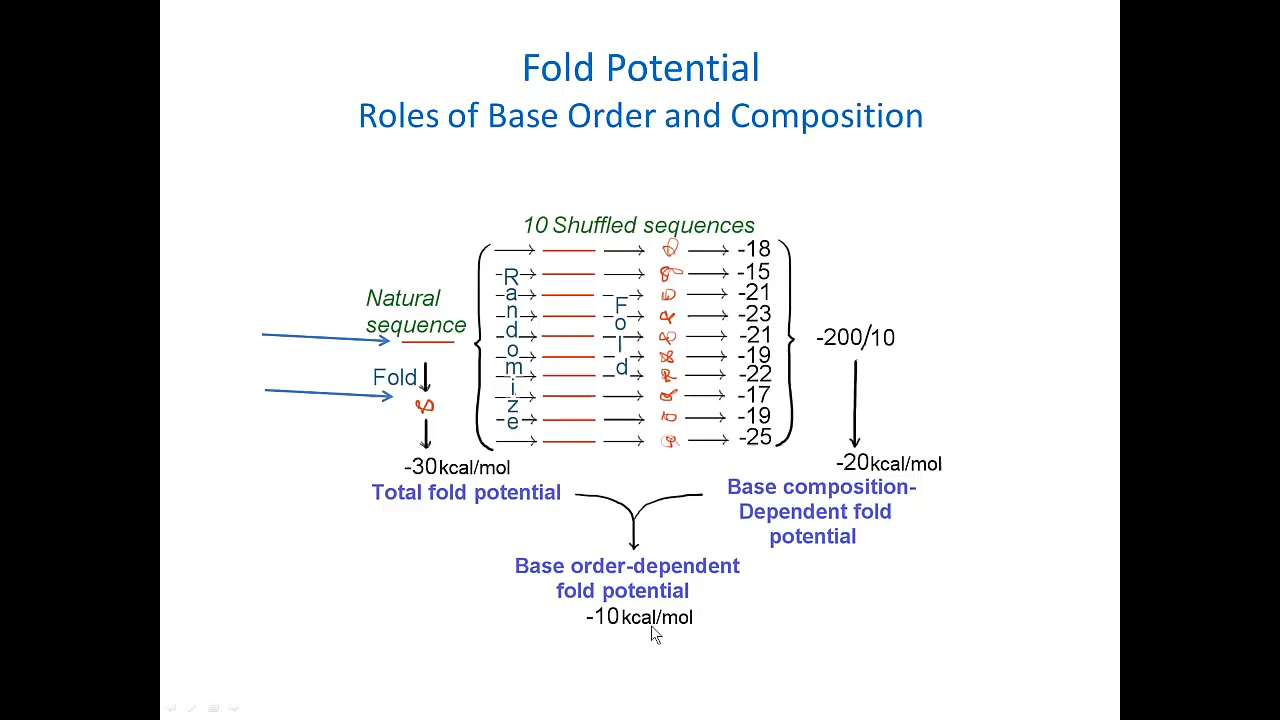 Fold Potential
Roles of Base Order and Composition
10 Shuffled sequences
Natural
sequence
Fold
-30kcal/mol
Total fold potential
Randomize
Fold
-18
-15
-21
-23
-21
-19
-22
-17
-19
-25
-200/10
-20kcal/mol
Base composition-
Dependent fold
potential
Base order-dependent
fold potential
-10kcal/mol